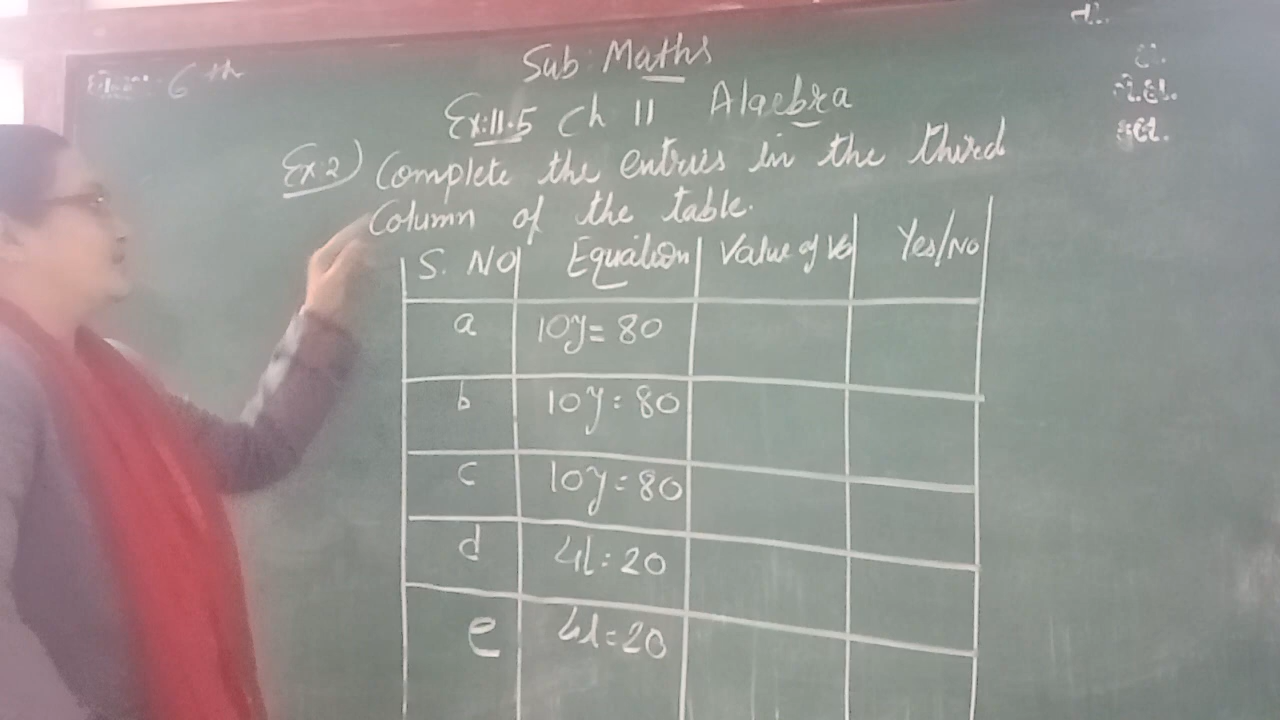 6th
Sub: Maths
Ex:11.5 Ch 11 Algebra
Ex 2) Complete the entries in the third
Column of the table.
S. NO Equation Value of Va Yes/No
a 10y = 80
b 10y = 80
c 10y = 80
d 4l = 20
e 4l = 20